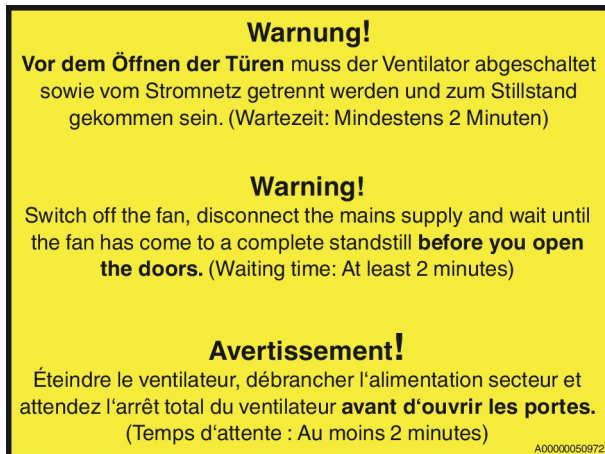 Warnung!
Vor dem Öffnen der Türen muss der Ventilator abgeschaltet
sowie vom Stromnetz getrennt werden und zum Stillstand
gekommen sein. (Wartezeit: Mindestens 2 Minuten)
Warning!
Switch off the fan, disconnect the mains supply and wait until
the fan has come to a complete standstill before you open
the doors. (Waiting time: At least 2 minutes)
Avertissement!
Éteindre le ventilateur, débrancher l‘alimentation secteur et
attendez l‘arrêt total du ventilateur avant d‘ouvrir les portes.
(Temps d‘attente : Au moins 2 minutes)
A00000050972